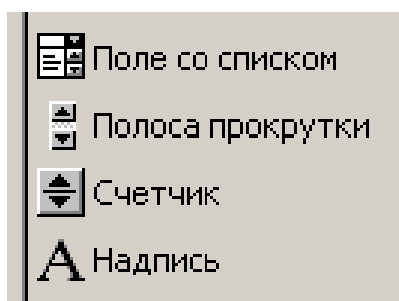 Поле со списком
Полоса прокрутки
Счетчик
Надпись